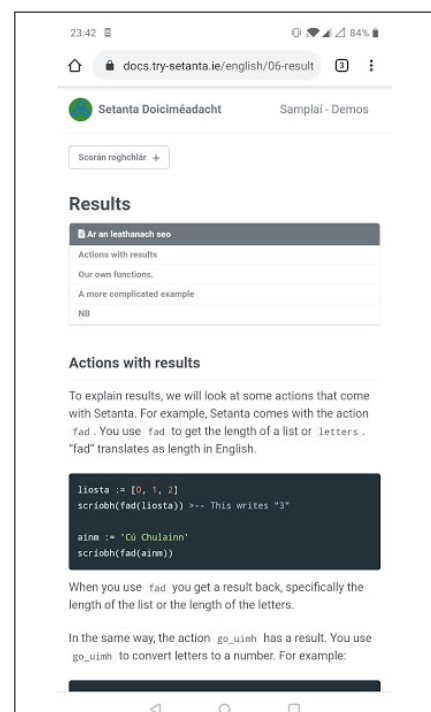 23:42 84%
docs.try-setanta.ie/english/06-result 3
Setanta Doiciméadacht Samplaí - Demos
Scorán roghchlár +
Results
Ar an leathanach seo
Actions with results
Our own functions.
A more complicated example
NB
Actions with results
To explain results, we will look at some actions that come
with Setanta. For example, Setanta comes with the action
fad . You use fad to get the length of a list or letters .
“fad” translates as length in English.
liosta := [0, 1, 2]
scríobh(fad(liosta)) >-- This writes "3"
ainm := 'Cú Chulainn'
scríobh(fad(ainm))
When you use fad you get a result back, specifically the
length of the list or the length of the letters.
In the same way, the action go_uimh has a result. You use
go_uimh to convert letters to a number. For example: